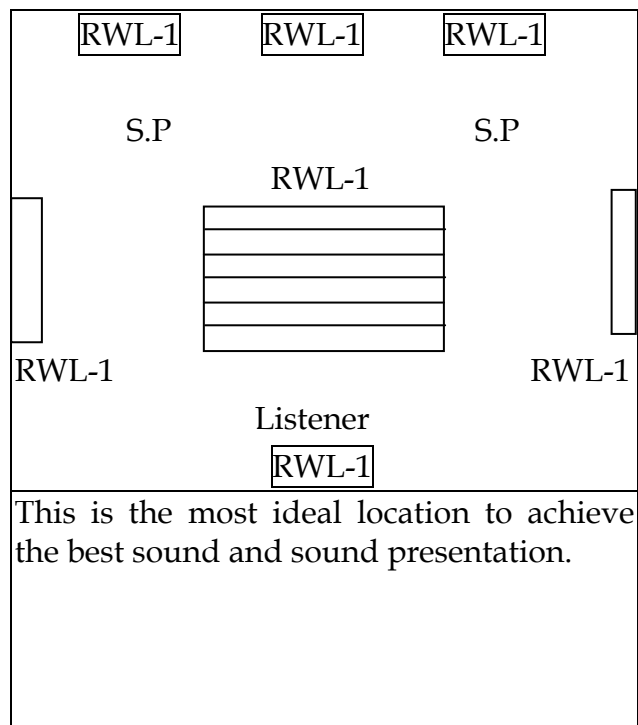 RWL-1 RWL-1 RWL-1
S.P S.P
RWL-1
RWL-1 RWL-1
Listener
RWL-1
This is the most ideal location to achieve
the best sound and sound presentation.